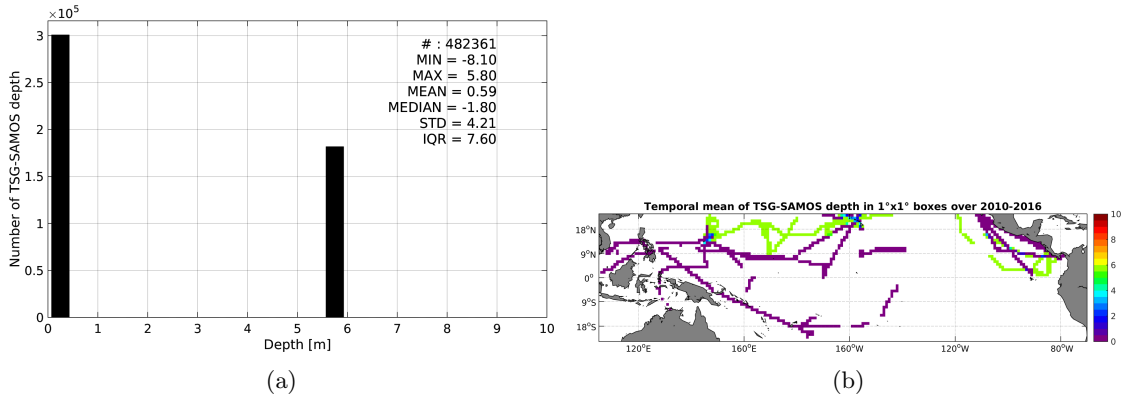 ×10⁵
3
2.5
2
1.5
1
0.5
0
Number of TSG-SAMOS depth
# : 482361
MIN = -8.10
MAX = 5.80
MEAN = 0.59
MEDIAN = -1.80
STD = 4.21
IQR = 7.60
0 1 2 3 4 5 6 7 8 9 10
Depth [m]
(a)
Temporal mean of TSG-SAMOS depth in 1°x1° boxes over 2010-2016
18°N
9°N
0°
9°S
18°S
120°E 160°E 160°W 120°W 80°W
10
8
6
4
2
0
(b)